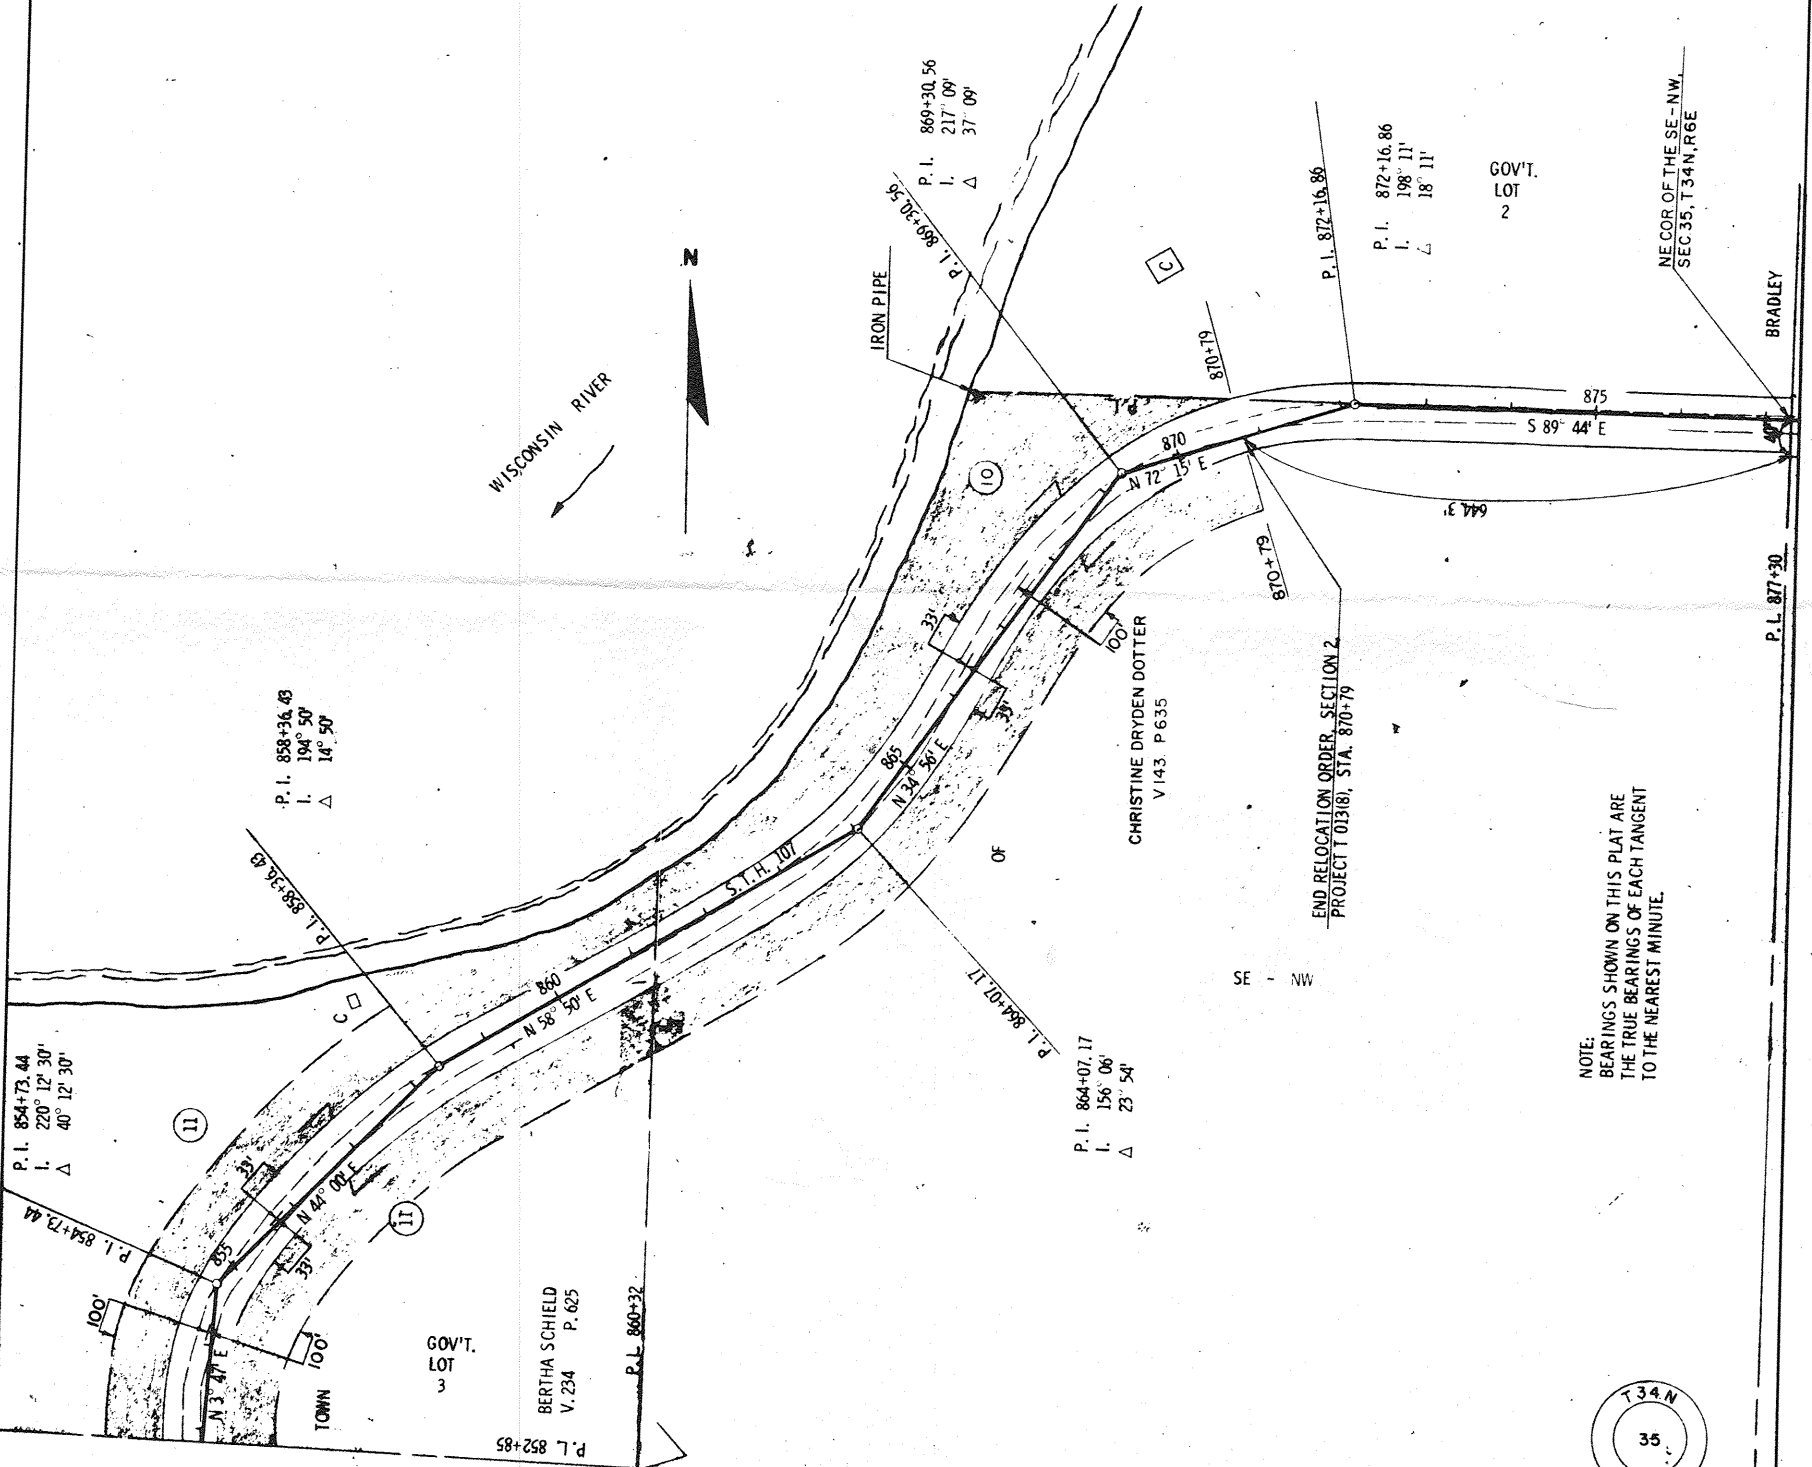 P. I. 869+30.56
I. 217° 09'
△ 37° 09'
P. I. 869+30.56
IRON PIPE
N
WISCONSIN RIVER
C
870+79
P. I. 872+16.86
P. I. 872+16.86
I. 198° 11'
△ 18° 11'
GOV'T.
LOT
2
NE COR OF THE SE-NW,
SEC. 35, T34N, R6E
BRADLEY
875
S 89° 44' E
40'
644.3'
P.L.
870
N 72° 15' E
10
870+79
P.L. 877+30
33'
33'
100'
865
N 34° 56' E
CHRISTINE DRYDEN DOTTER
V 143 P 635
END RELOCATION ORDER, SECTION 2,
PROJECT T 013(8), STA. 870+79
P. I. 858+36.43
I. 194° 50'
△ 14° 50'
P. I. 858+36.43
S.T.H. 107
OF
860
N 58° 50' E
P. I. 864+07.17
P. I. 864+07.17
I. 156° 06'
△ 23° 54'
SE - NW
NOTE:
BEARINGS SHOWN ON THIS PLAT ARE
THE TRUE BEARINGS OF EACH TANGENT
TO THE NEAREST MINUTE.
C
P. I. 854+73.44
I. 220° 12' 30"
△ 40° 12' 30"
P. I. 854+73.44
11
11
33'
33'
N 44° 00' E
855
100'
100'
N 3° 47' E
TOWN
GOV'T.
LOT
3
BERTHA SCHIELD
V. 234 P. 625
P.L. 860+32
P.L. 852+85
T 34 N
35